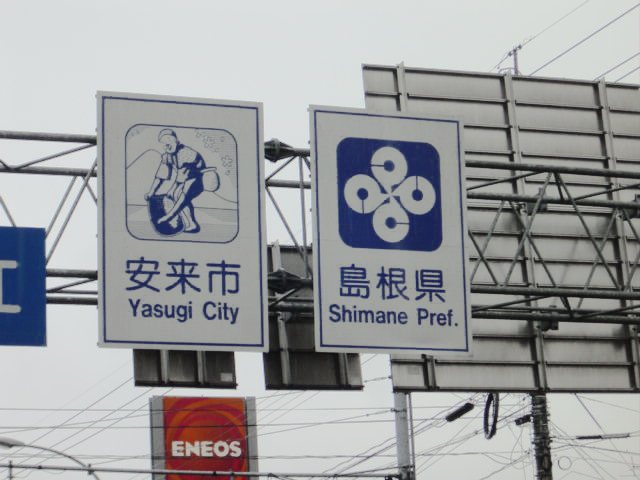 安来市
Yasugi City
島根県
Shimane Pref.
ENEOS